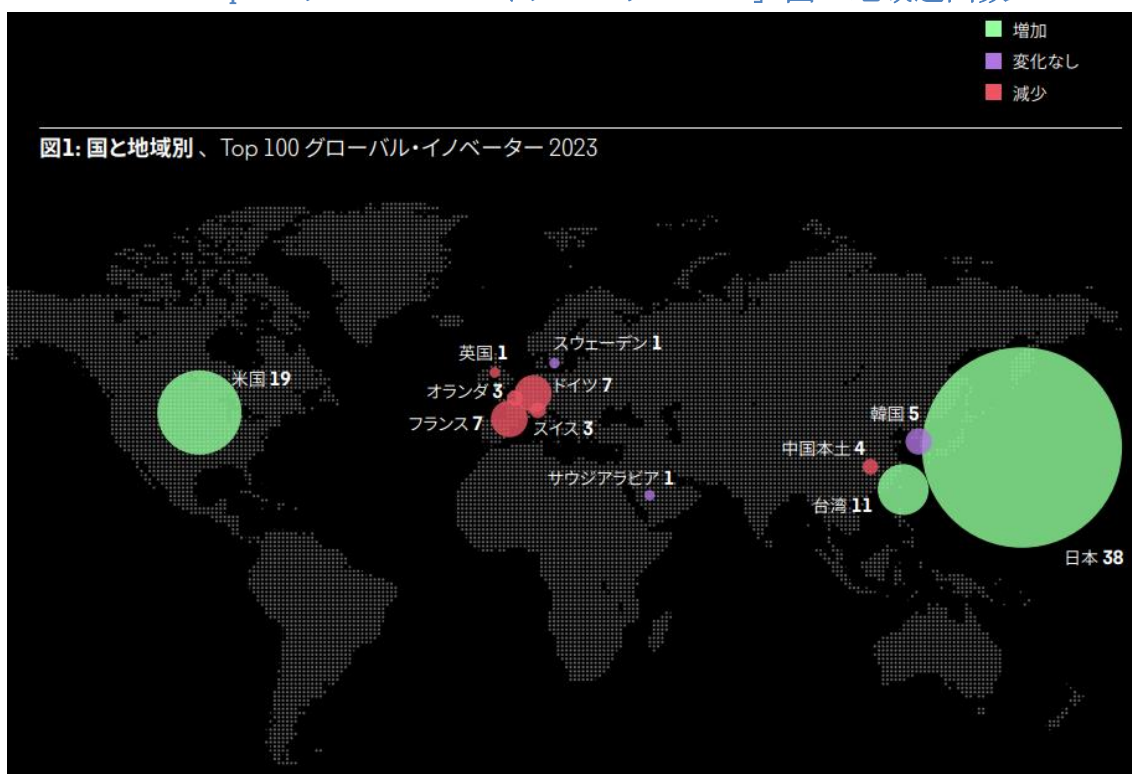 増加
変化なし
減少
図1: 国と地域別、Top 100 グローバル・イノベーター 2023
英国 1
スウェーデン 1
米国 19
オランダ 3
ドイツ 7
フランス 7
スイス 3
韓国 5
中国本土 4
サウジアラビア 1
台湾 11
日本 38